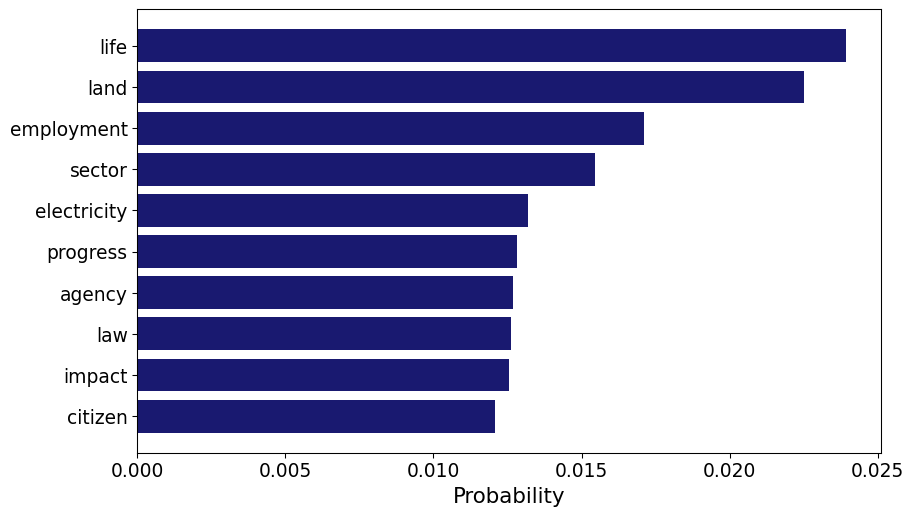 life
land
employment
sector
electricity
progress
agency
law
impact
citizen
0.000 0.005 0.010 0.015 0.020 0.025
Probability